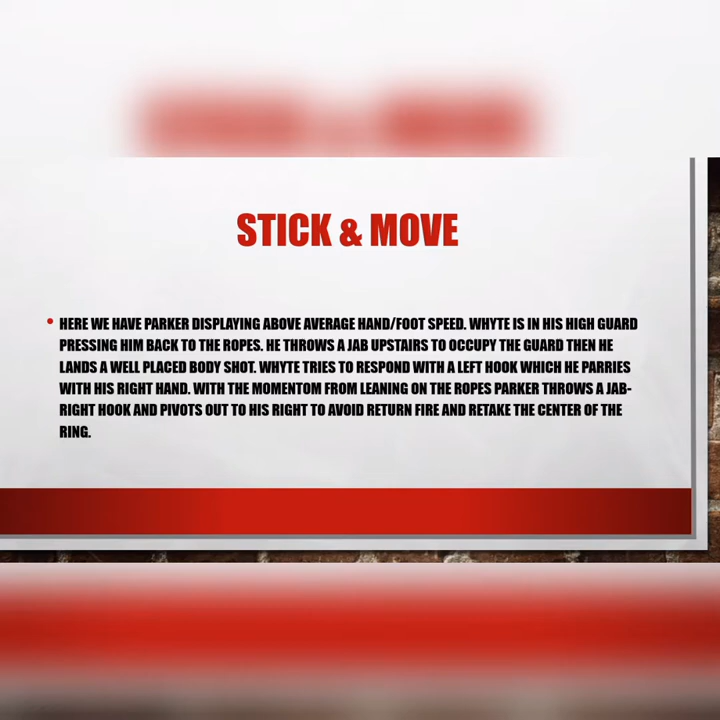 STICK & MOVE
• HERE WE HAVE PARKER DISPLAYING ABOVE AVERAGE HAND/FOOT SPEED. WHYTE IS IN HIS HIGH GUARD
PRESSING HIM BACK TO THE ROPES. HE THROWS A JAB UPSTAIRS TO OCCUPY THE GUARD THEN HE
LANDS A WELL PLACED BODY SHOT. WHYTE TRIES TO RESPOND WITH A LEFT HOOK WHICH HE PARRIES
WITH HIS RIGHT HAND. WITH THE MOMENTOM FROM LEANING ON THE ROPES PARKER THROWS A JAB-
RIGHT HOOK AND PIVOTS OUT TO HIS RIGHT TO AVOID RETURN FIRE AND RETAKE THE CENTER OF THE
RING.